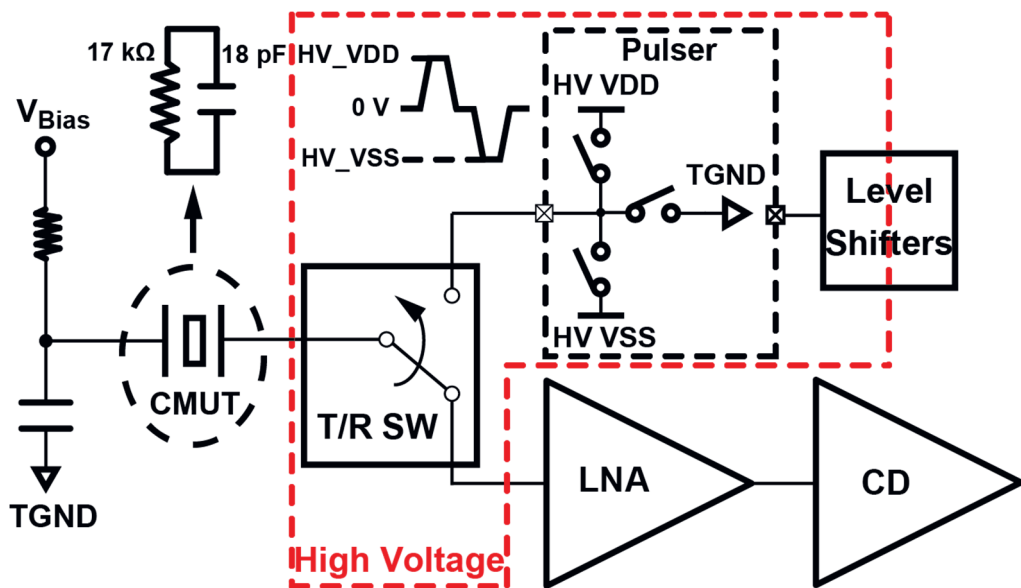 17 kΩ
18 pF
HV_VDD
0 V
HV_VSS
Pulser
HV VDD
TGND
HV VSS
Level
Shifters
VBias
CMUT
T/R SW
TGND
LNA
CD
High Voltage